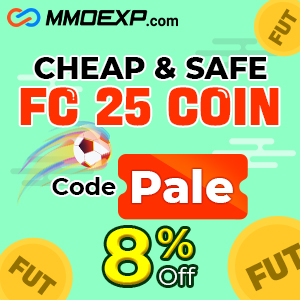 MMOEXP.com
FUT
CHEAP & SAFE
FC 25 COIN
Code Pale
8% Off
FUT
FUT